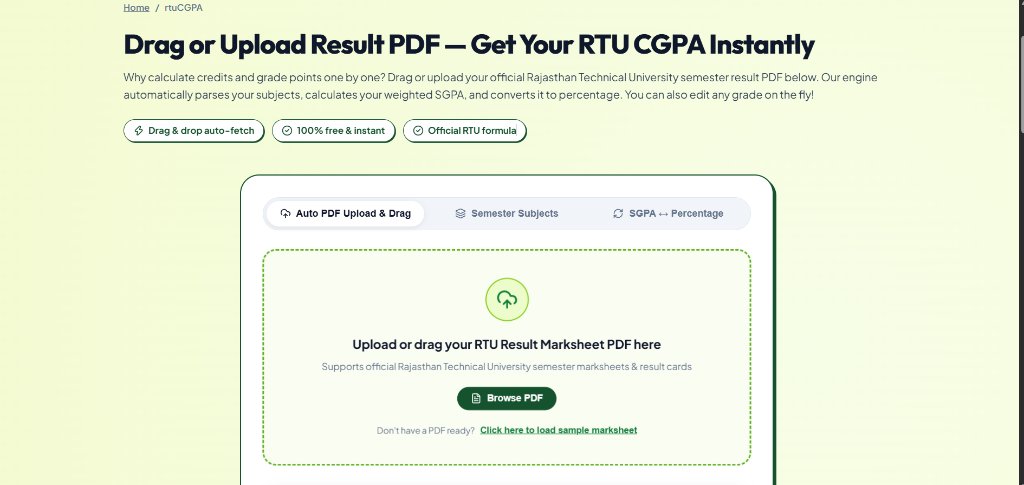 Home / rtuCGPA
Drag or Upload Result PDF — Get Your RTU CGPA Instantly
Why calculate credits and grade points one by one? Drag or upload your official Rajasthan Technical University semester result PDF below. Our engine
automatically parses your subjects, calculates your weighted SGPA, and converts it to percentage. You can also edit any grade on the fly!
Drag & drop auto-fetch 100% free & instant Official RTU formula
Auto PDF Upload & Drag Semester Subjects SGPA ↔ Percentage
Upload or drag your RTU Result Marksheet PDF here
Supports official Rajasthan Technical University semester marksheets & result cards
Browse PDF
Don't have a PDF ready? Click here to load sample marksheet